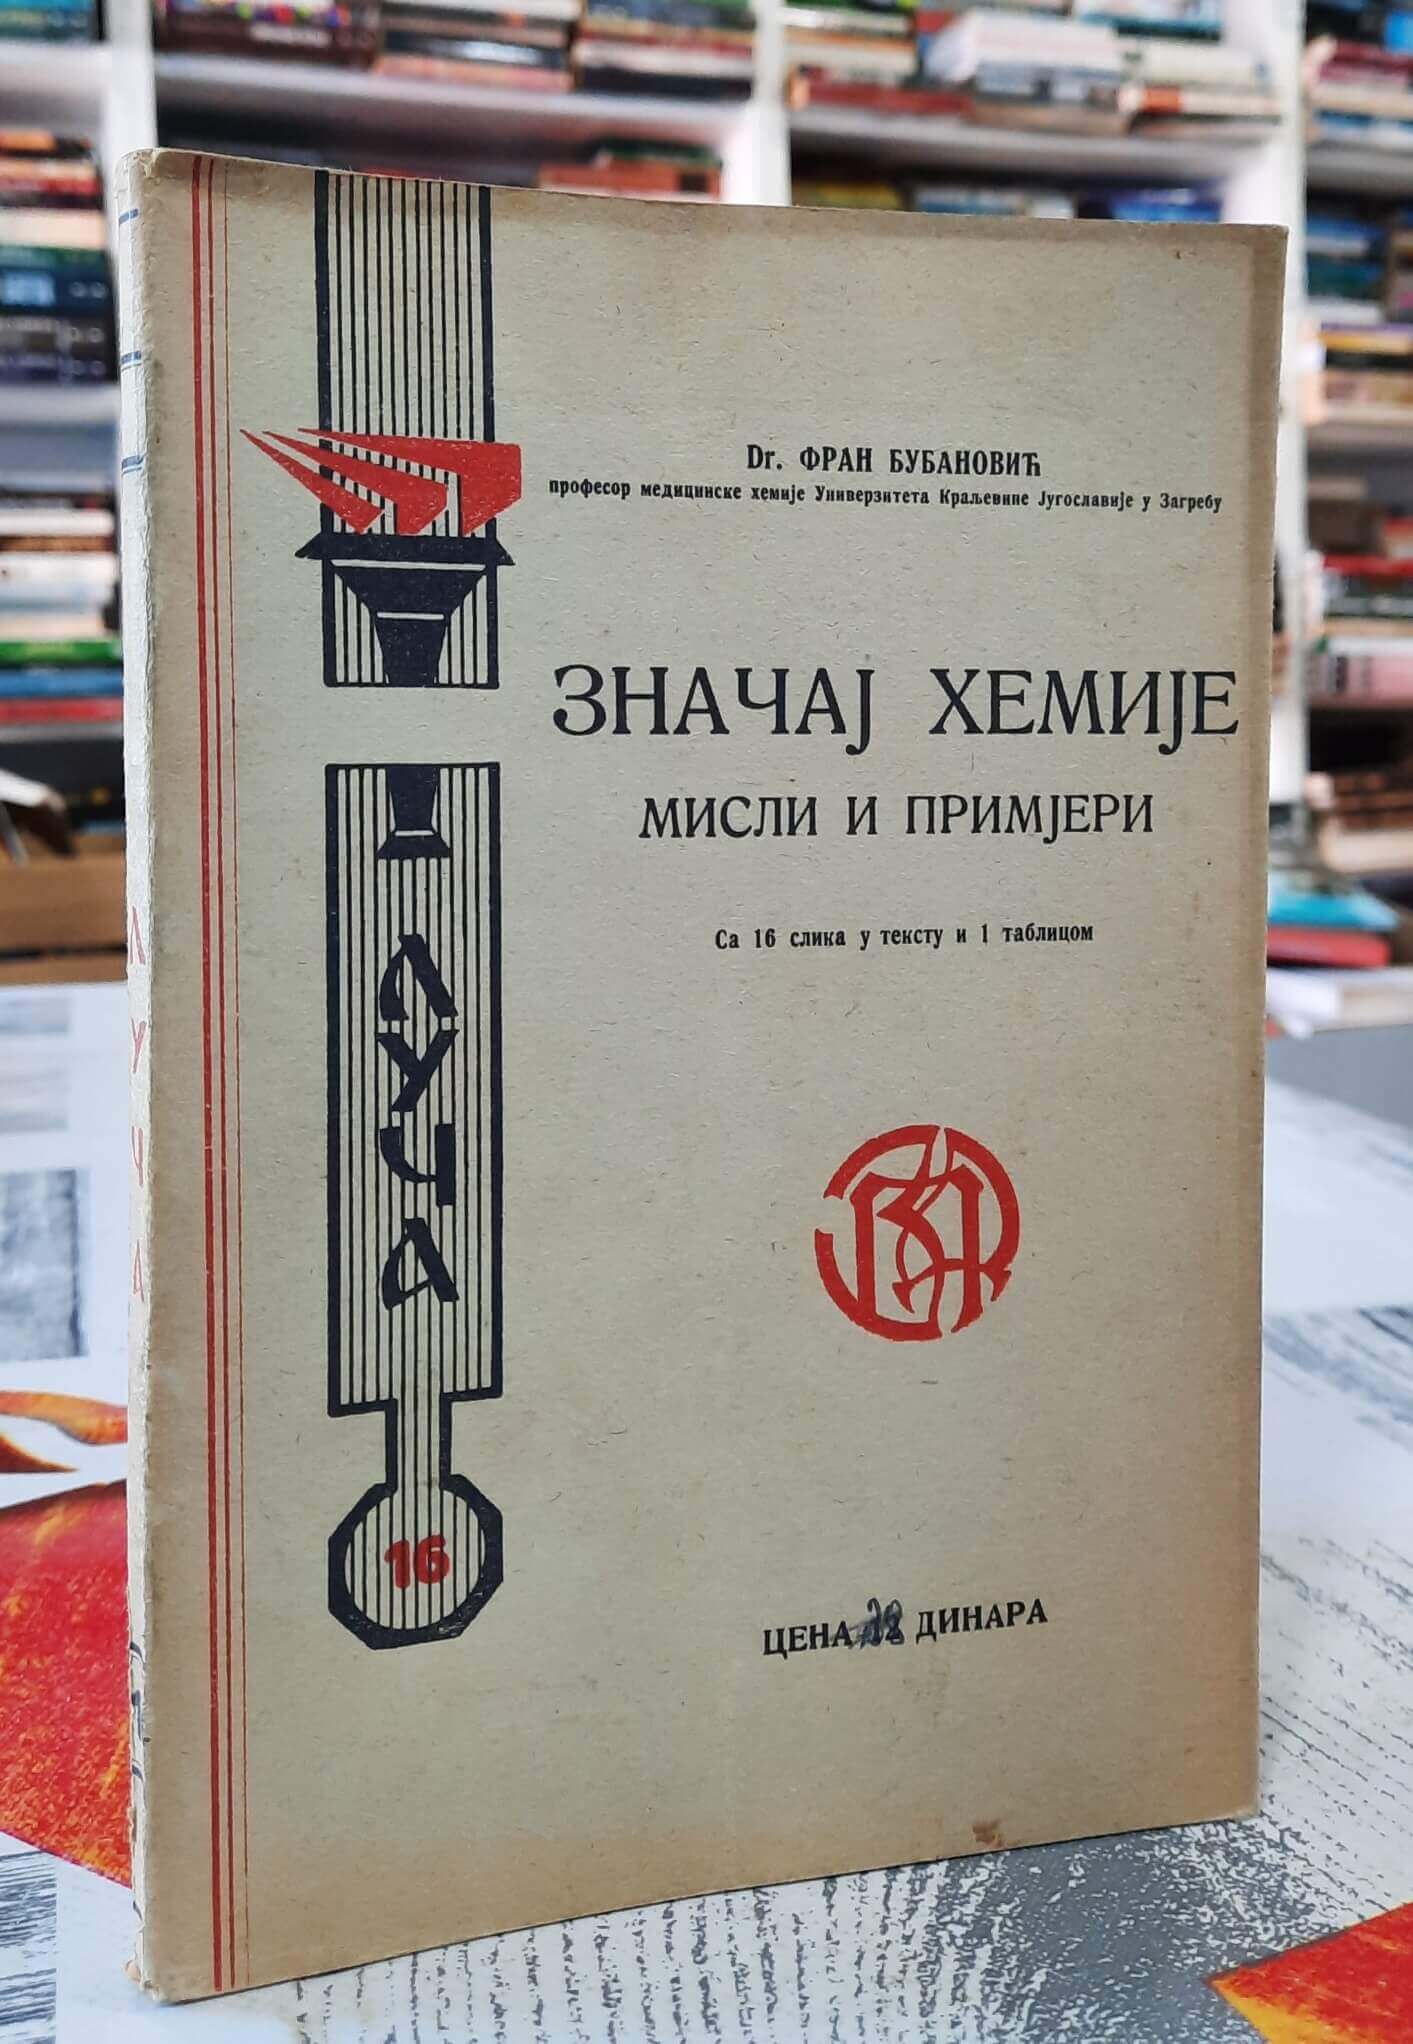 Dr. ФРАН БУБАНОВИЋ
професор медицинске хемије Универзитета Краљевине Југославије у Загребу
ЗНАЧАЈ ХЕМИЈЕ
МИСЛИ И ПРИМЈЕРИ
Са 16 слика у тексту и 1 таблицом
ЛУЧА
16
ЦЕНА ДИНАРА
ЛУЧА